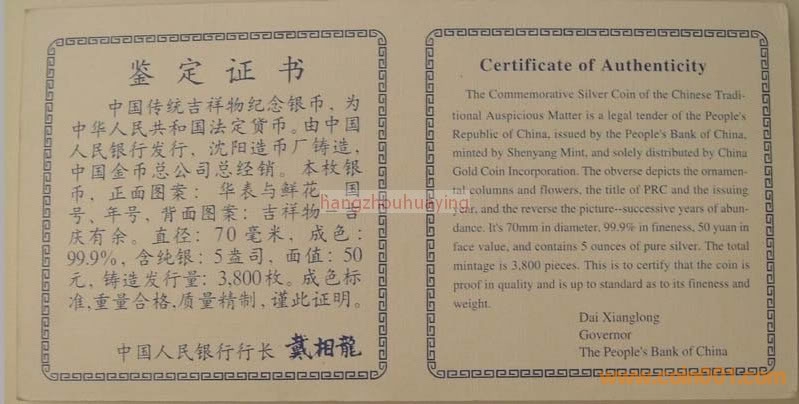 鉴定证书
中国传统吉祥物纪念银币，为
中华人民共和国法定货币。由中国
人民银行发行、沈阳造币厂铸造，
中国金币总公司总经销。本枚银
币，正面图案：华表与鲜花、国
号、年号，背面图案：吉祥物—吉
庆有余。直径：70毫米，成色：
99.9%，含纯银：5盎司，面值：50
元，铸造发行量：3,800枚。成色标
准，重量合格，质量精制，谨此证明。
中国人民银行行长 戴相龍
Certificate of Authenticity
The Commemorative Silver Coin of the Chinese Tradi-
tional Auspicious Matter is a legal tender of the People's
Republic of China, issued by the People's Bank of China,
minted by Shenyang Mint, and solely distributed by China
Gold Coin Incorporation. The obverse depicts the ornamen-
tal columns and flowers, the title of PRC and the issuing
year, and the reverse the picture--successive years of abun-
dance. It's 70mm in diameter, 99.9% in fineness, 50 yuan in
face value, and contains 5 ounces of pure silver. The total
mintage is 3,800 pieces. This is to certify that the coin is
proof in quality and is up to standard as to its fineness and
weight.
Dai Xianglong
Governor
The People's Bank of China
hangzhouhuaying